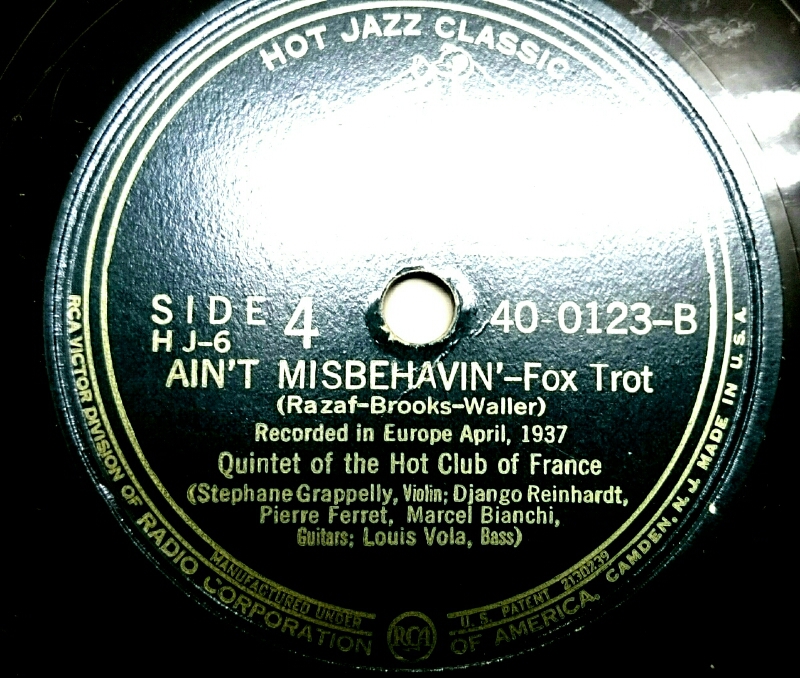 HOT JAZZ CLASSIC
SIDE 4
40-0123-B
HJ-6
AIN'T MISBEHAVIN'-Fox Trot
(Razaf-Brooks-Waller)
Recorded in Europe April, 1937
Quintet of the Hot Club of France
(Stephane Grappelly, Violin; Django Reinhardt,
Pierre Ferret, Marcel Bianchi,
Guitars; Louis Vola, Bass)
MANUFACTURED UNDER U.S. PATENT 2130239
RCA VICTOR DIVISION OF RADIO CORPORATION OF AMERICA, CAMDEN, N.J. MADE IN U.S.A.
RCA